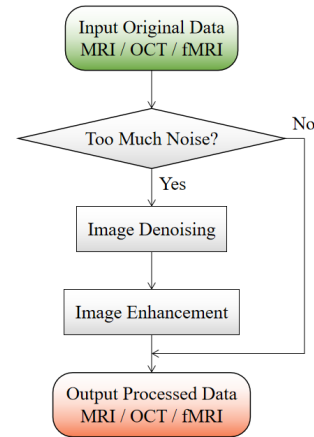 Input Original Data
MRI / OCT / fMRI
Too Much Noise?
No
Yes
Image Denoising
Image Enhancement
Output Processed Data
MRI / OCT / fMRI